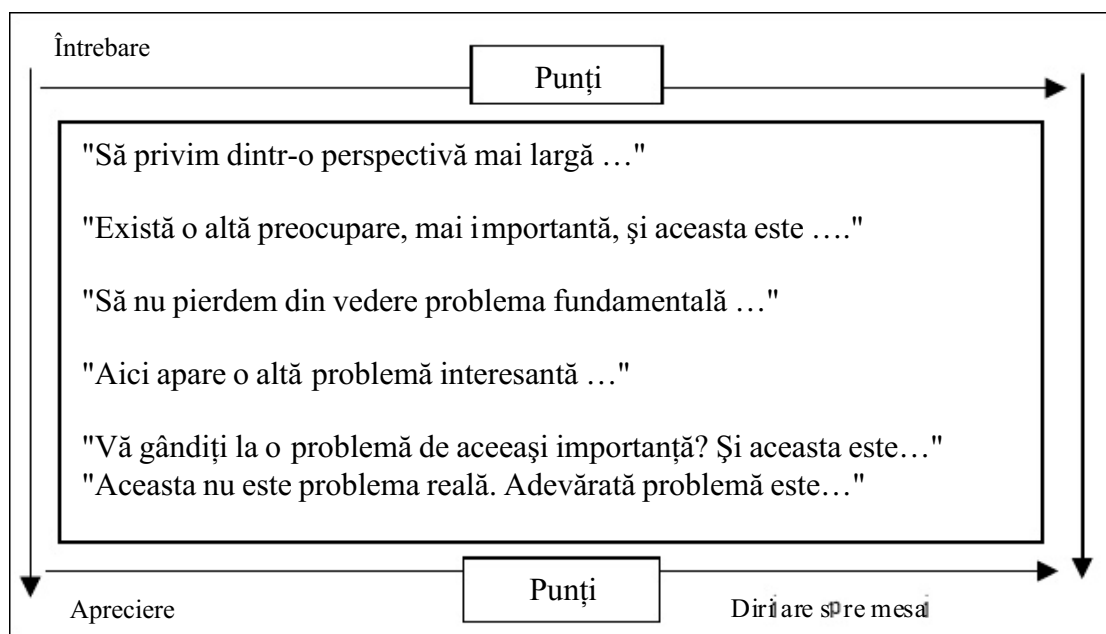 Întrebare
Punți
"Să privim dintr-o perspectivă mai largă …"
"Există o altă preocupare, mai importantă, şi aceasta este …."
"Să nu pierdem din vedere problema fundamentală …"
"Aici apare o altă problemă interesantă …"
"Vă gândiți la o problemă de aceeaşi importanță? Şi aceasta este…"
"Aceasta nu este problema reală. Adevărată problemă este…"
Punți
Apreciere
Dirijare spre mesaj